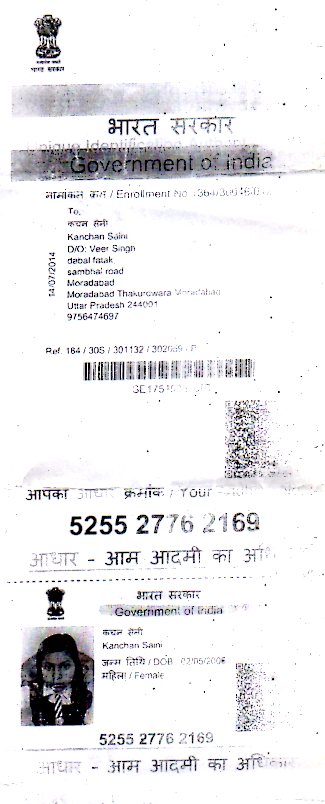 भारत सरकार
भारत सरकार
Government of India
नामांकन क्रम / Enrollment No
To,
कंचन सैनी
Kanchan Saini
D/O: Veer Singh
debal fatak
sambhal road
Moradabad
Moradabad Thakurdwara Moradabad
Uttar Pradesh 244001
9756474697
14/07/2014
Ref: 164 / 30S / 301132 /
आपका आधार क्रमांक / Your
5255 2776 2169
आधार - आम आदमी का
भारत सरकार
Government of India
कंचन सैनी
Kanchan Saini
जन्म तिथि / DOB
महिला / Female
5255 2776 2169
आधार - आम आदमी का अधिकार